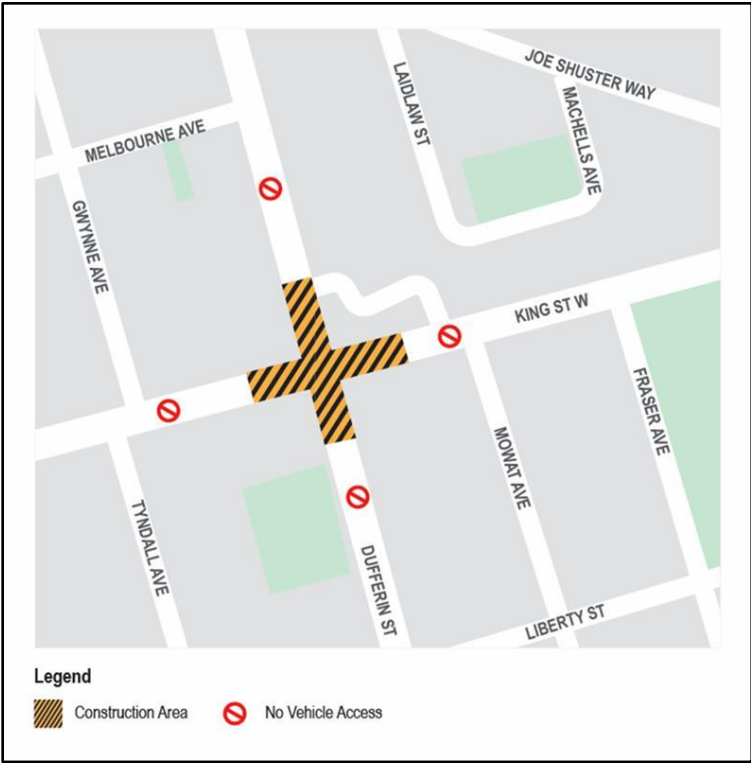 JOE SHUSTER WAY
LAIDLAW ST
MACHELLS AVE
MELBOURNE AVE
GWYNNE AVE
KING ST W
FRASER AVE
MOWAT AVE
TYNDALL AVE
DUFFERIN ST
LIBERTY ST
Legend
Construction Area
No Vehicle Access